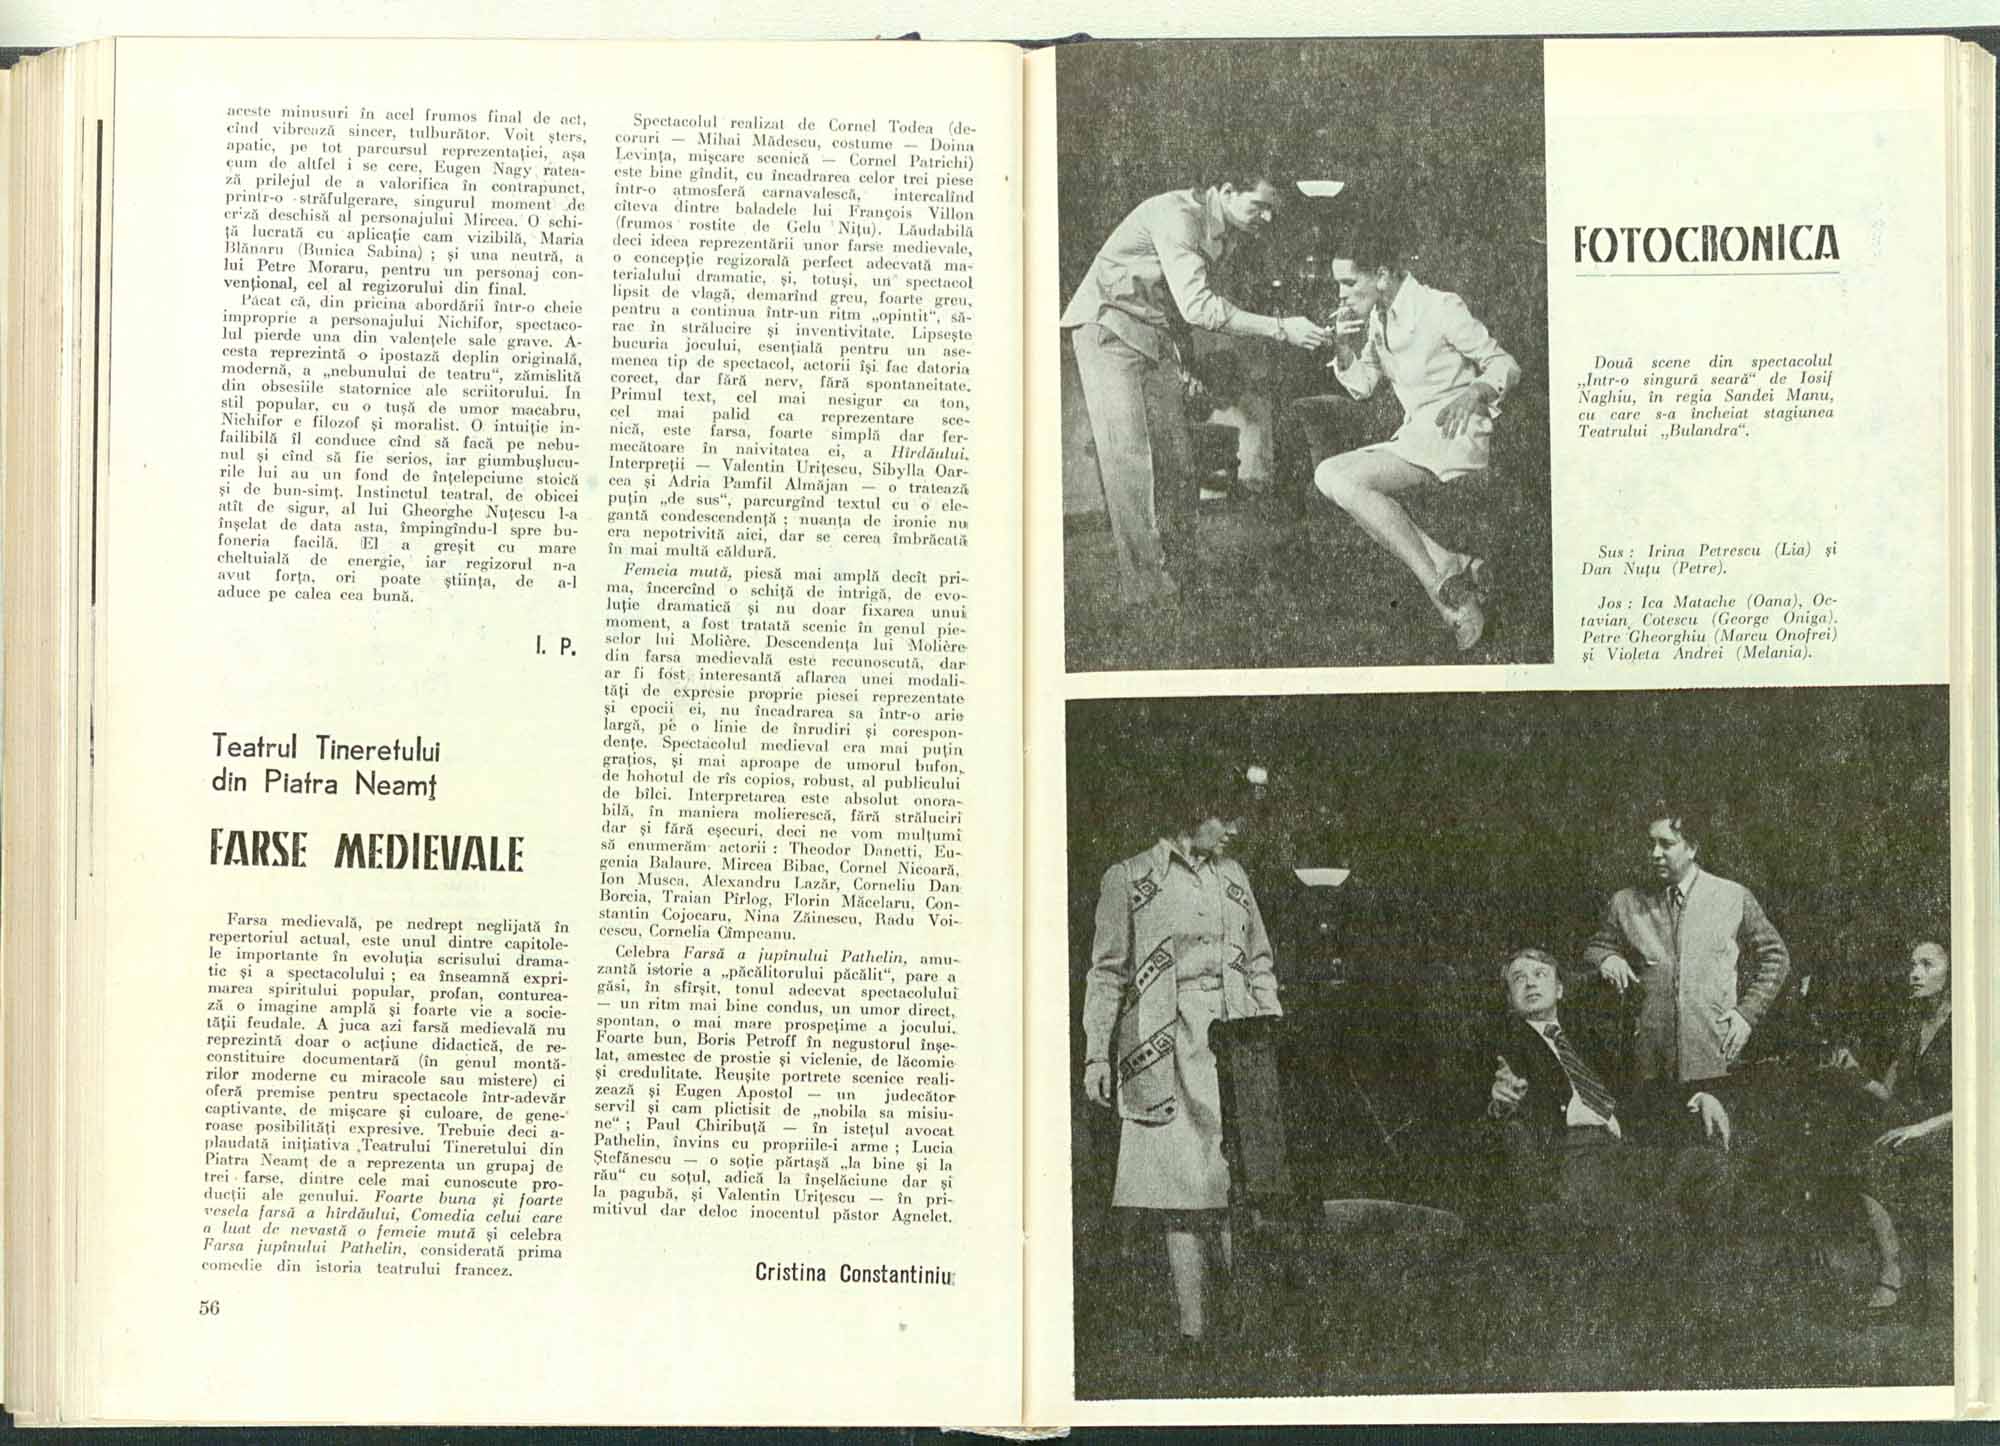 aceste minusuri în acel frumos final de act,
cînd vibrează sincer, tulburător. Voit șters,
apatic, pe tot parcursul reprezentației, așa
cum de altfel i se cere, Eugen Nagy ratea-
ză prilejul de a valorifica în contrapunct,
printr-o străfulgerare, singurul moment de
criză deschisă al personajului Mircea. O schi-
ță lucrată cu aplicație cam vizibilă, Maria
Blănaru (Bunica Sabina) ; și una neutră, a
lui Petre Moraru, pentru un personaj con-
vențional, cel al regizorului din final.
Păcat că, din pricina abordării într-o cheie
improprie a personajului Nichifor, spectaco-
lul pierde una din valențele sale grave. A-
cesta reprezintă o ipostază deplin originală,
modernă, a „nebunului de teatru“, zămislită
din obsesiile statornice ale scriitorului. In
stil popular, cu o tușă de umor macabru,
Nichifor e filozof și moralist. O intuiție in-
failibilă îl conduce cînd să facă pe nebu-
nul și cînd să fie serios, iar giumbușlucu-
rile lui au un fond de înțelepciune stoică
și de bun-simț. Instinctul teatral, de obicei
atît de sigur, al lui Gheorghe Nuțescu l-a
înșelat de data asta, împingîndu-l spre bu-
foneria facilă. El a greșit cu mare
cheltuială de energie, iar regizorul n-a
avut forța, ori poate știința, de a-l
aduce pe calea cea bună.
I. P.
Teatrul Tineretului
din Piatra Neamț
FARSE MEDIEVALE
Farsa medievală, pe nedrept neglijată în
repertoriul actual, este unul dintre capitole-
le importante în evoluția scrisului drama-
tic și a spectacolului ; ea înseamnă expri-
marea spiritului popular, profan, conturea-
ză o imagine amplă și foarte vie a socie-
tății feudale. A juca azi farsă medievală nu
reprezintă doar o acțiune didactică, de re-
constituire documentară (în genul montă-
rilor moderne cu miracole sau mistere) ci
oferă premise pentru spectacole într-adevăr
captivante, de mișcare și culoare, de gene-
roase posibilități expresive. Trebuie deci a-
plaudată inițiativa Teatrului Tineretului din
Piatra Neamț de a reprezenta un grupaj de
trei farse, dintre cele mai cunoscute pro-
ducții ale genului. Foarte buna și foarte
vesela farsă a hîrdăului, Comedia celui care
a luat de nevastă o femeie mută și celebra
Farsa jupînului Pathelin, considerată prima
comedie din istoria teatrului francez.
56
Spectacolul realizat de Cornel Todea (de-
coruri — Mihai Mădescu, costume — Doina
Levința, mișcare scenică — Cornel Patrichi)
este bine gîndit, cu încadrarea celor trei piese
într-o atmosferă carnavalescă, intercalînd
cîteva dintre baladele lui François Villon
(frumos rostite de Gelu Nițu). Lăudabilă
deci ideea reprezentării unor farse medievale,
o concepție regizorală perfect adecvată ma-
terialului dramatic, și, totuși, un spectacol
lipsit de vlagă, demarînd greu, foarte greu,
pentru a continua într-un ritm „opintit“, să-
rac în strălucire și inventivitate. Lipsește
bucuria jocului, esențială pentru un ase-
menea tip de spectacol, actorii își fac datoria
corect, dar fără nerv, fără spontaneitate.
Primul text, cel mai nesigur ca ton,
cel mai palid ca reprezentare sce-
nică, este farsa, foarte simplă dar fer-
mecătoare în naivitatea ei, a Hîrdăului.
Interpreții — Valentin Urițescu, Sibylla Oar-
cea și Adria Pamfil Almăjan — o tratează
puțin „de sus“, parcurgînd textul cu o ele-
gantă condescendență ; nuanța de ironie nu
era nepotrivită aici, dar se cerea îmbrăcată
în mai multă căldură.
Femeia mută, piesă mai amplă decît pri-
ma, încercînd o schiță de intrigă, de evo-
luție dramatică și nu doar fixarea unui
moment, a fost tratată scenic în genul pie-
selor lui Molière. Descendența lui Molière
din farsa medievală este recunoscută, dar
ar fi fost interesantă aflarea unei modali-
tăți de expresie proprie piesei reprezentate
și epocii ei, nu încadrarea sa într-o arie
largă, pe o linie de înrudiri și corespon-
dențe. Spectacolul medieval era mai puțin
grațios, și mai aproape de umorul bufon,
de hohotul de rîs copios, robust, al publicului
de bîlci. Interpretarea este absolut onora-
bilă, în maniera molierescă, fără străluciri
dar și fără eșecuri, deci ne vom mulțumi
să enumerăm actorii : Theodor Danetti, Eu-
genia Balaure, Mircea Bibac, Cornel Nicoară,
Ion Musca, Alexandru Lazăr, Corneliu Dan
Borcia, Traian Pîrlog, Florin Măcelaru, Con-
stantin Cojocaru, Nina Zăinescu, Radu Voi-
cescu, Cornelia Cîmpeanu.
Celebra Farsă a jupînului Pathelin, amu-
zantă istorie a „păcălitorului păcălit“, pare a
găsi, în sfîrșit, tonul adecvat spectacolului
— un ritm mai bine condus, un umor direct,
spontan, o mai mare prospețime a jocului.
Foarte bun, Boris Petroff în negustorul înșe-
lat, amestec de prostie și viclenie, de lăcomie
și credulitate. Reușite portrete scenice reali-
zează și Eugen Apostol — un judecător
servil și cam plictisit de „nobila sa misiu-
ne“ ; Paul Chiribuță — în istețul avocat
Pathelin, învins cu propriile-i arme ; Lucia
Ștefănescu — o soție părtașă „la bine și la
rău“ cu soțul, adică la înșelăciune dar și
la pagubă, și Valentin Urițescu — în pri-
mitivul dar deloc inocentul păstor Agnelet.
Cristina Constantiniu
FOTOCRONICA
Două scene din spectacolul
„Intr-o singură seară“ de Iosif
Naghiu, în regia Sandei Manu,
cu care s-a încheiat stagiunea
Teatrului „Bulandra“.
Sus : Irina Petrescu (Lia) și
Dan Nuțu (Petre).
Jos : Ica Matache (Oana), Oc-
tavian Cotescu (George Oniga),
Petre Gheorghiu (Marcu Onofrei)
și Violeta Andrei (Melania).